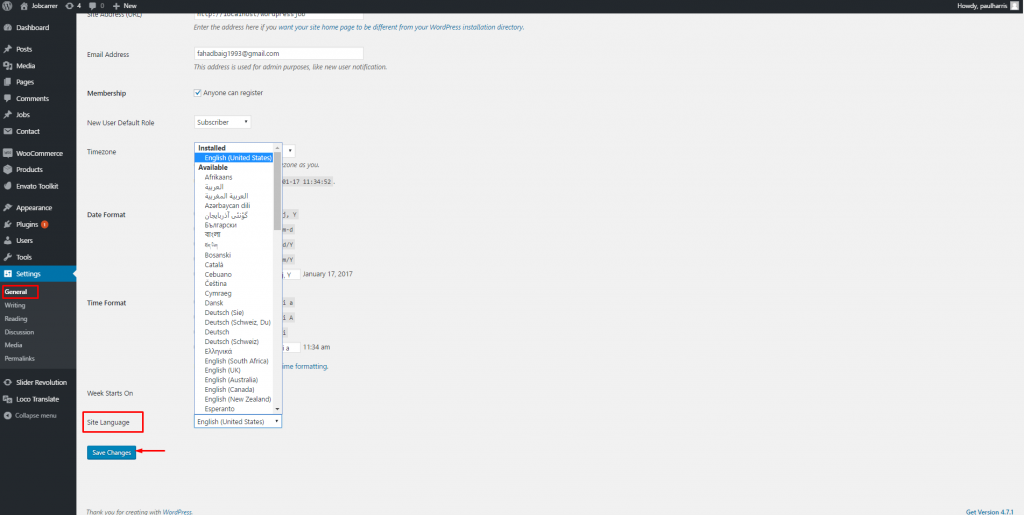 Jobcarrer 4 0 New
Howdy, paulharris
Dashboard
Posts
Media
Pages
Comments
Jobs
Contact
WooCommerce
Products
Envato Toolkit
Appearance
Plugins 1
Users
Tools
Settings
General
Writing
Reading
Discussion
Media
Permalinks
Slider Revolution
Loco Translate
Collapse menu
Site Address (URL)
http://localhost/wordpress job
Enter the address here if you want your site home page to be different from your WordPress installation directory.
Email Address
fahadbaig1993@gmail.com
This address is used for admin purposes, like new user notification.
Membership
Anyone can register
New User Default Role
Subscriber
Timezone
ezone as you.
01-17 11:34:52.
Date Format
j, Y
m-d
d/Y
m/Y
j, Y January 17, 2017
Time Format
i a
i A
i
i a 11:34 am
ime formatting.
Week Starts On
Installed
English (United States)
Available
Afrikaans
العربية
العربية المغربية
Azərbaycan dili
گؤنئی آذربایجان
Български
বাংলা
Bosanski
Català
Cebuano
Čeština
Cymraeg
Dansk
Deutsch (Sie)
Deutsch (Schweiz, Du)
Deutsch
Deutsch (Schweiz)
Ελληνικά
English (South Africa)
English (UK)
English (Australia)
English (Canada)
English (New Zealand)
Esperanto
Site Language
English (United States)
Save Changes
Thank you for creating with WordPress.
Get Version 4.7.1